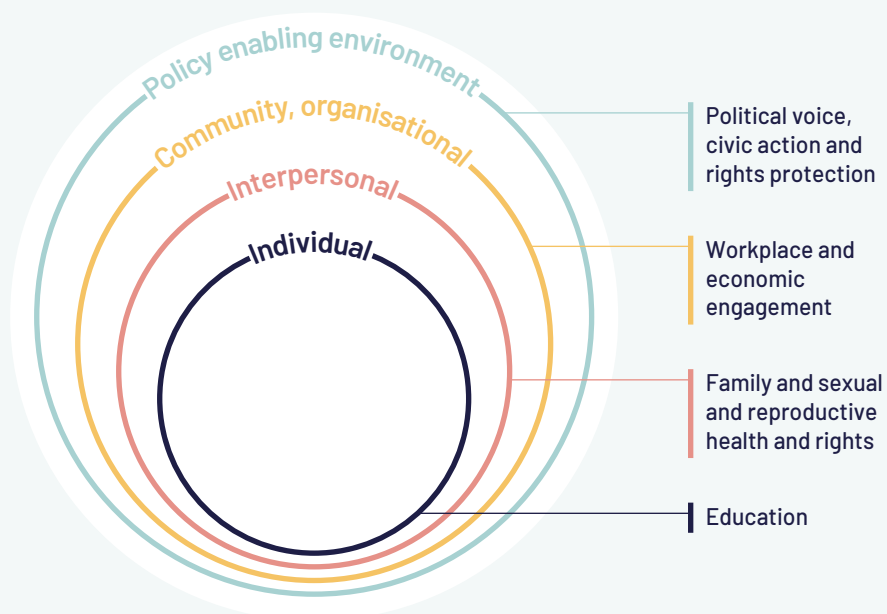 Policy enabling environment
Community, organisational
Interpersonal
Individual
Political voice,
civic action and
rights protection
Workplace and
economic
engagement
Family and sexual
and reproductive
health and rights
Education